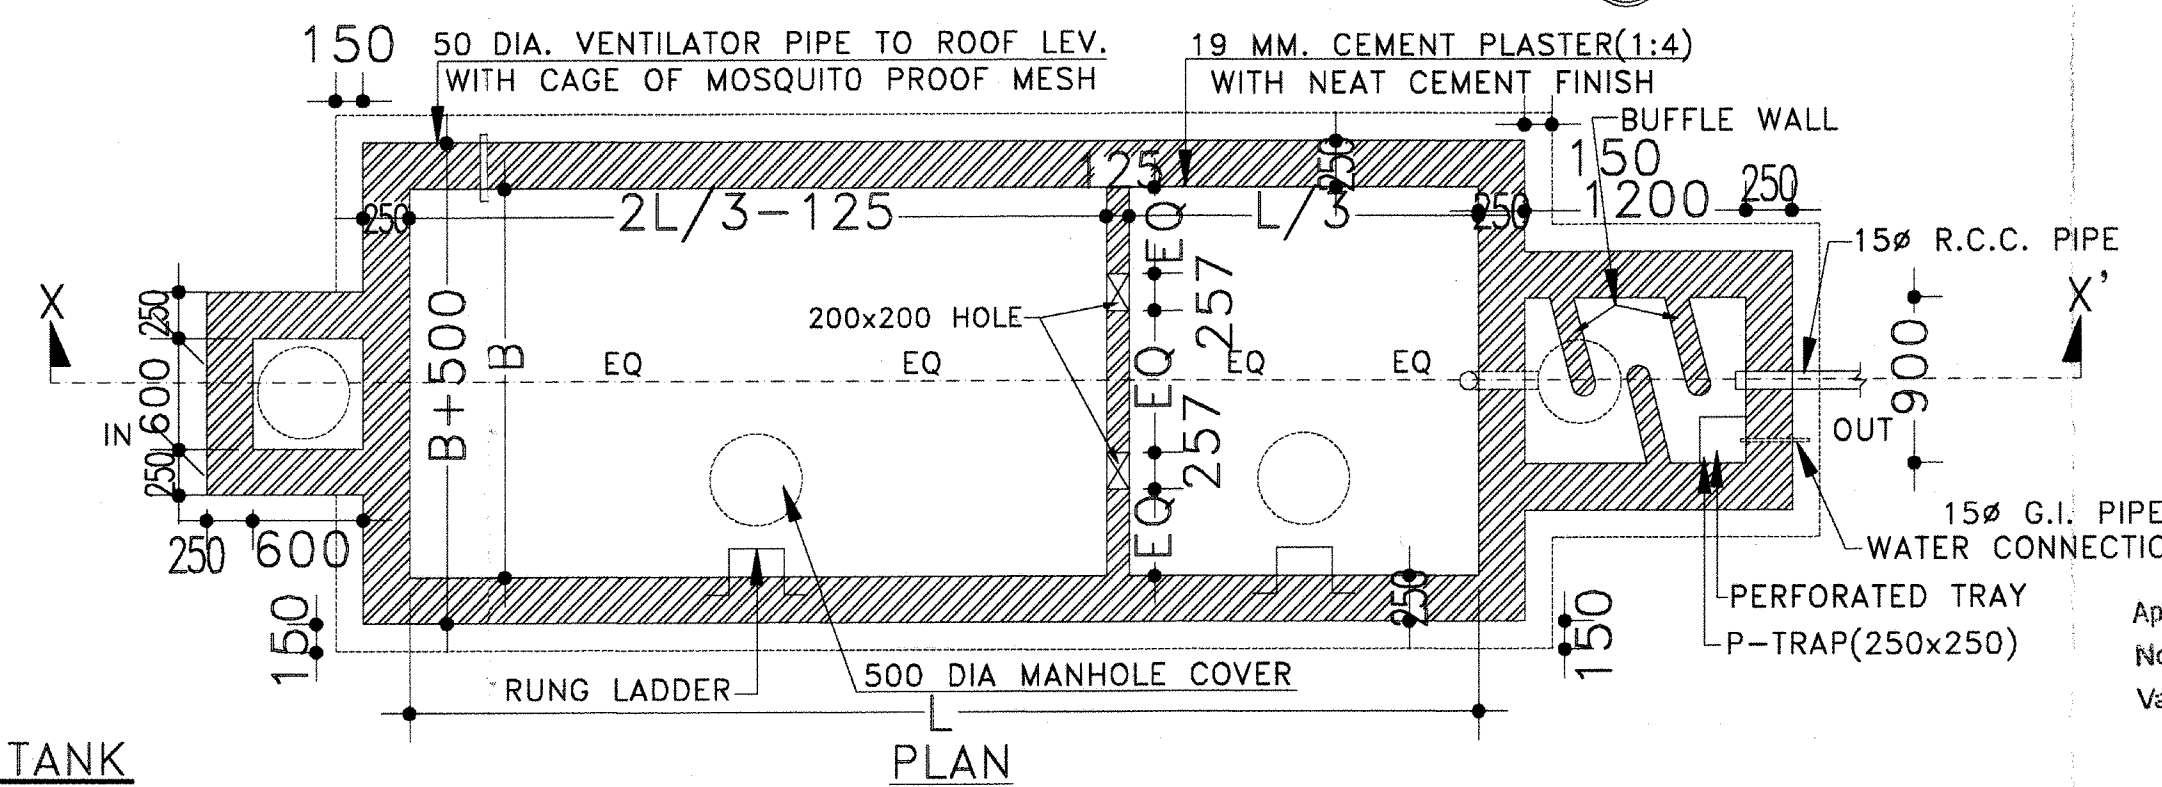 150
50 DIA. VENTILATOR PIPE TO ROOF LEV.
WITH CAGE OF MOSQUITO PROOF MESH
19 MM. CEMENT PLASTER(1:4)
WITH NEAT CEMENT FINISH
BUFFLE WALL
150
125
250
1200
250
250
2L/3-125
L/3
250
15ø R.C.C. PIPE
X
X'
250
600
250
IN
B+500
B
200x200 HOLE
EQ
EQ
EQ
EQ
EQ
257
EQ
257
EQ
900
OUT
250
600
15ø G.I. PIPE
WATER CONNECTIO
150
250
150
PERFORATED TRAY
P-TRAP(250x250)
RUNG LADDER
500 DIA MANHOLE COVER
L
Ap
No
Va
TANK
PLAN